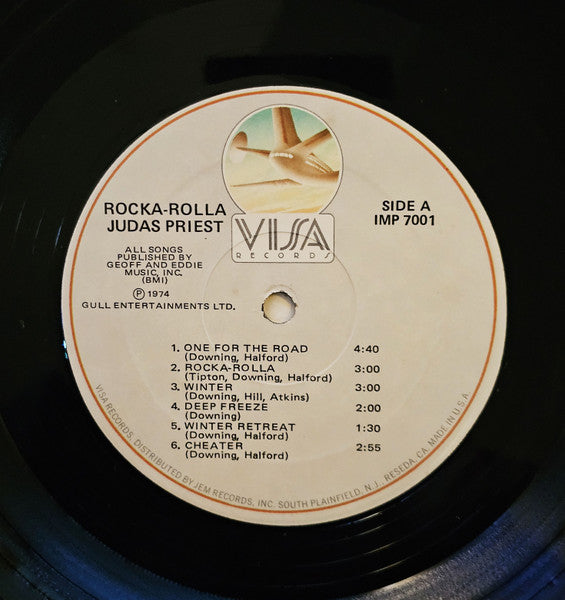 VISSA
RECORDS
ROCKA-ROLLA
JUDAS PRIEST
ALL SONGS
PUBLISHED BY
GEOFF AND EDDIE
MUSIC, INC.
(BMI)
Ⓟ 1974
GULL ENTERTAINMENTS LTD.
SIDE A
IMP 7001
1. ONE FOR THE ROAD 4:40
(Downing, Halford)
2. ROCKA-ROLLA 3:00
(Tipton, Downing, Halford)
3. WINTER 3:00
(Downing, Hill, Atkins)
4. DEEP FREEZE 2:00
(Downing)
5. WINTER RETREAT 1:30
(Downing, Halford)
6. CHEATER 2:55
(Downing, Halford)
VISA RECORDS, DISTRIBUTED BY JEM RECORDS, INC. SOUTH PLAINFIELD, N.J., RESEDA, CA. MADE IN U.S.A